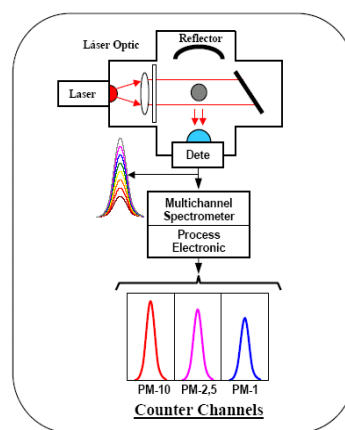 Láser Optic
Reflector
Laser
Dete
Multichannel
Spectrometer
Process
Electronic
PM-10 PM-2,5 PM-1
Counter Channels